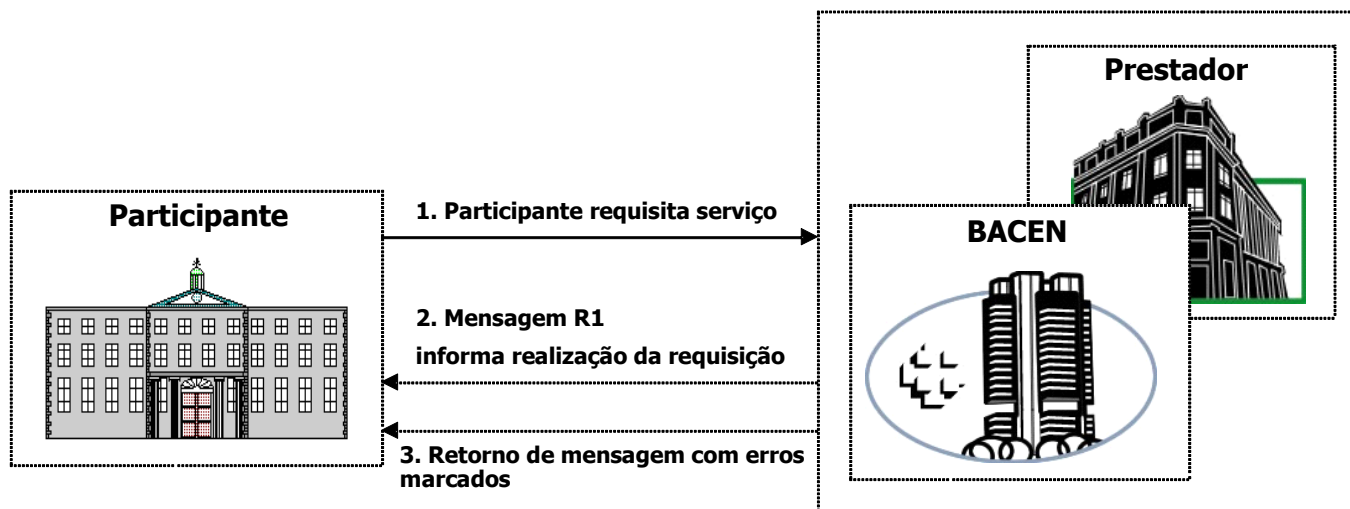 Prestador
Participante
1. Participante requisita serviço
BACEN
2. Mensagem R1
informa realização da requisição
3. Retorno de mensagem com erros
marcados